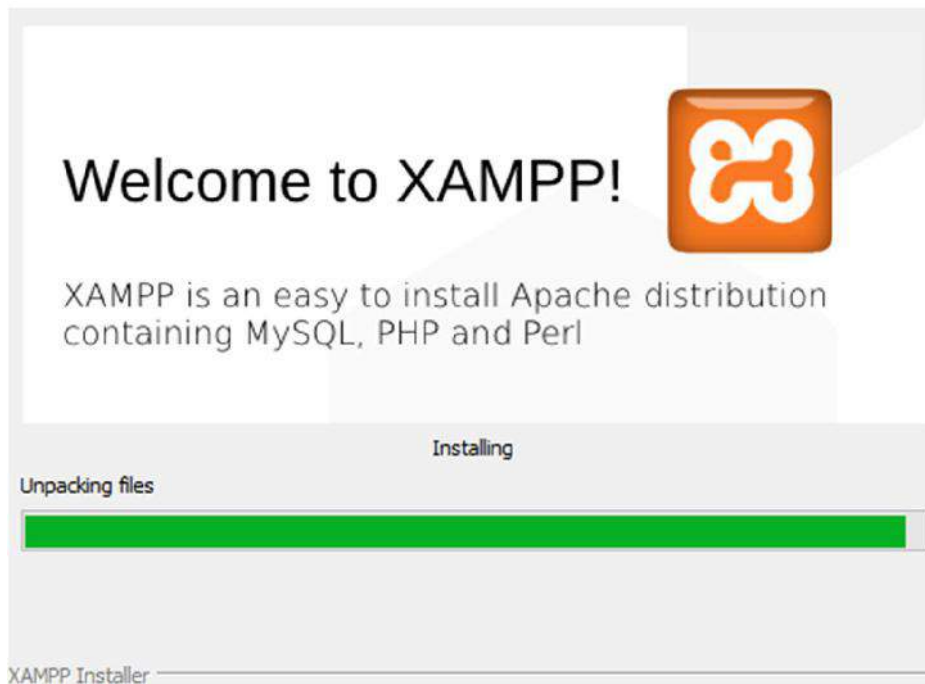 Welcome to XAMPP!
XAMPP is an easy to install Apache distribution
containing MySQL, PHP and Perl
Installing
Unpacking files
XAMPP Installer